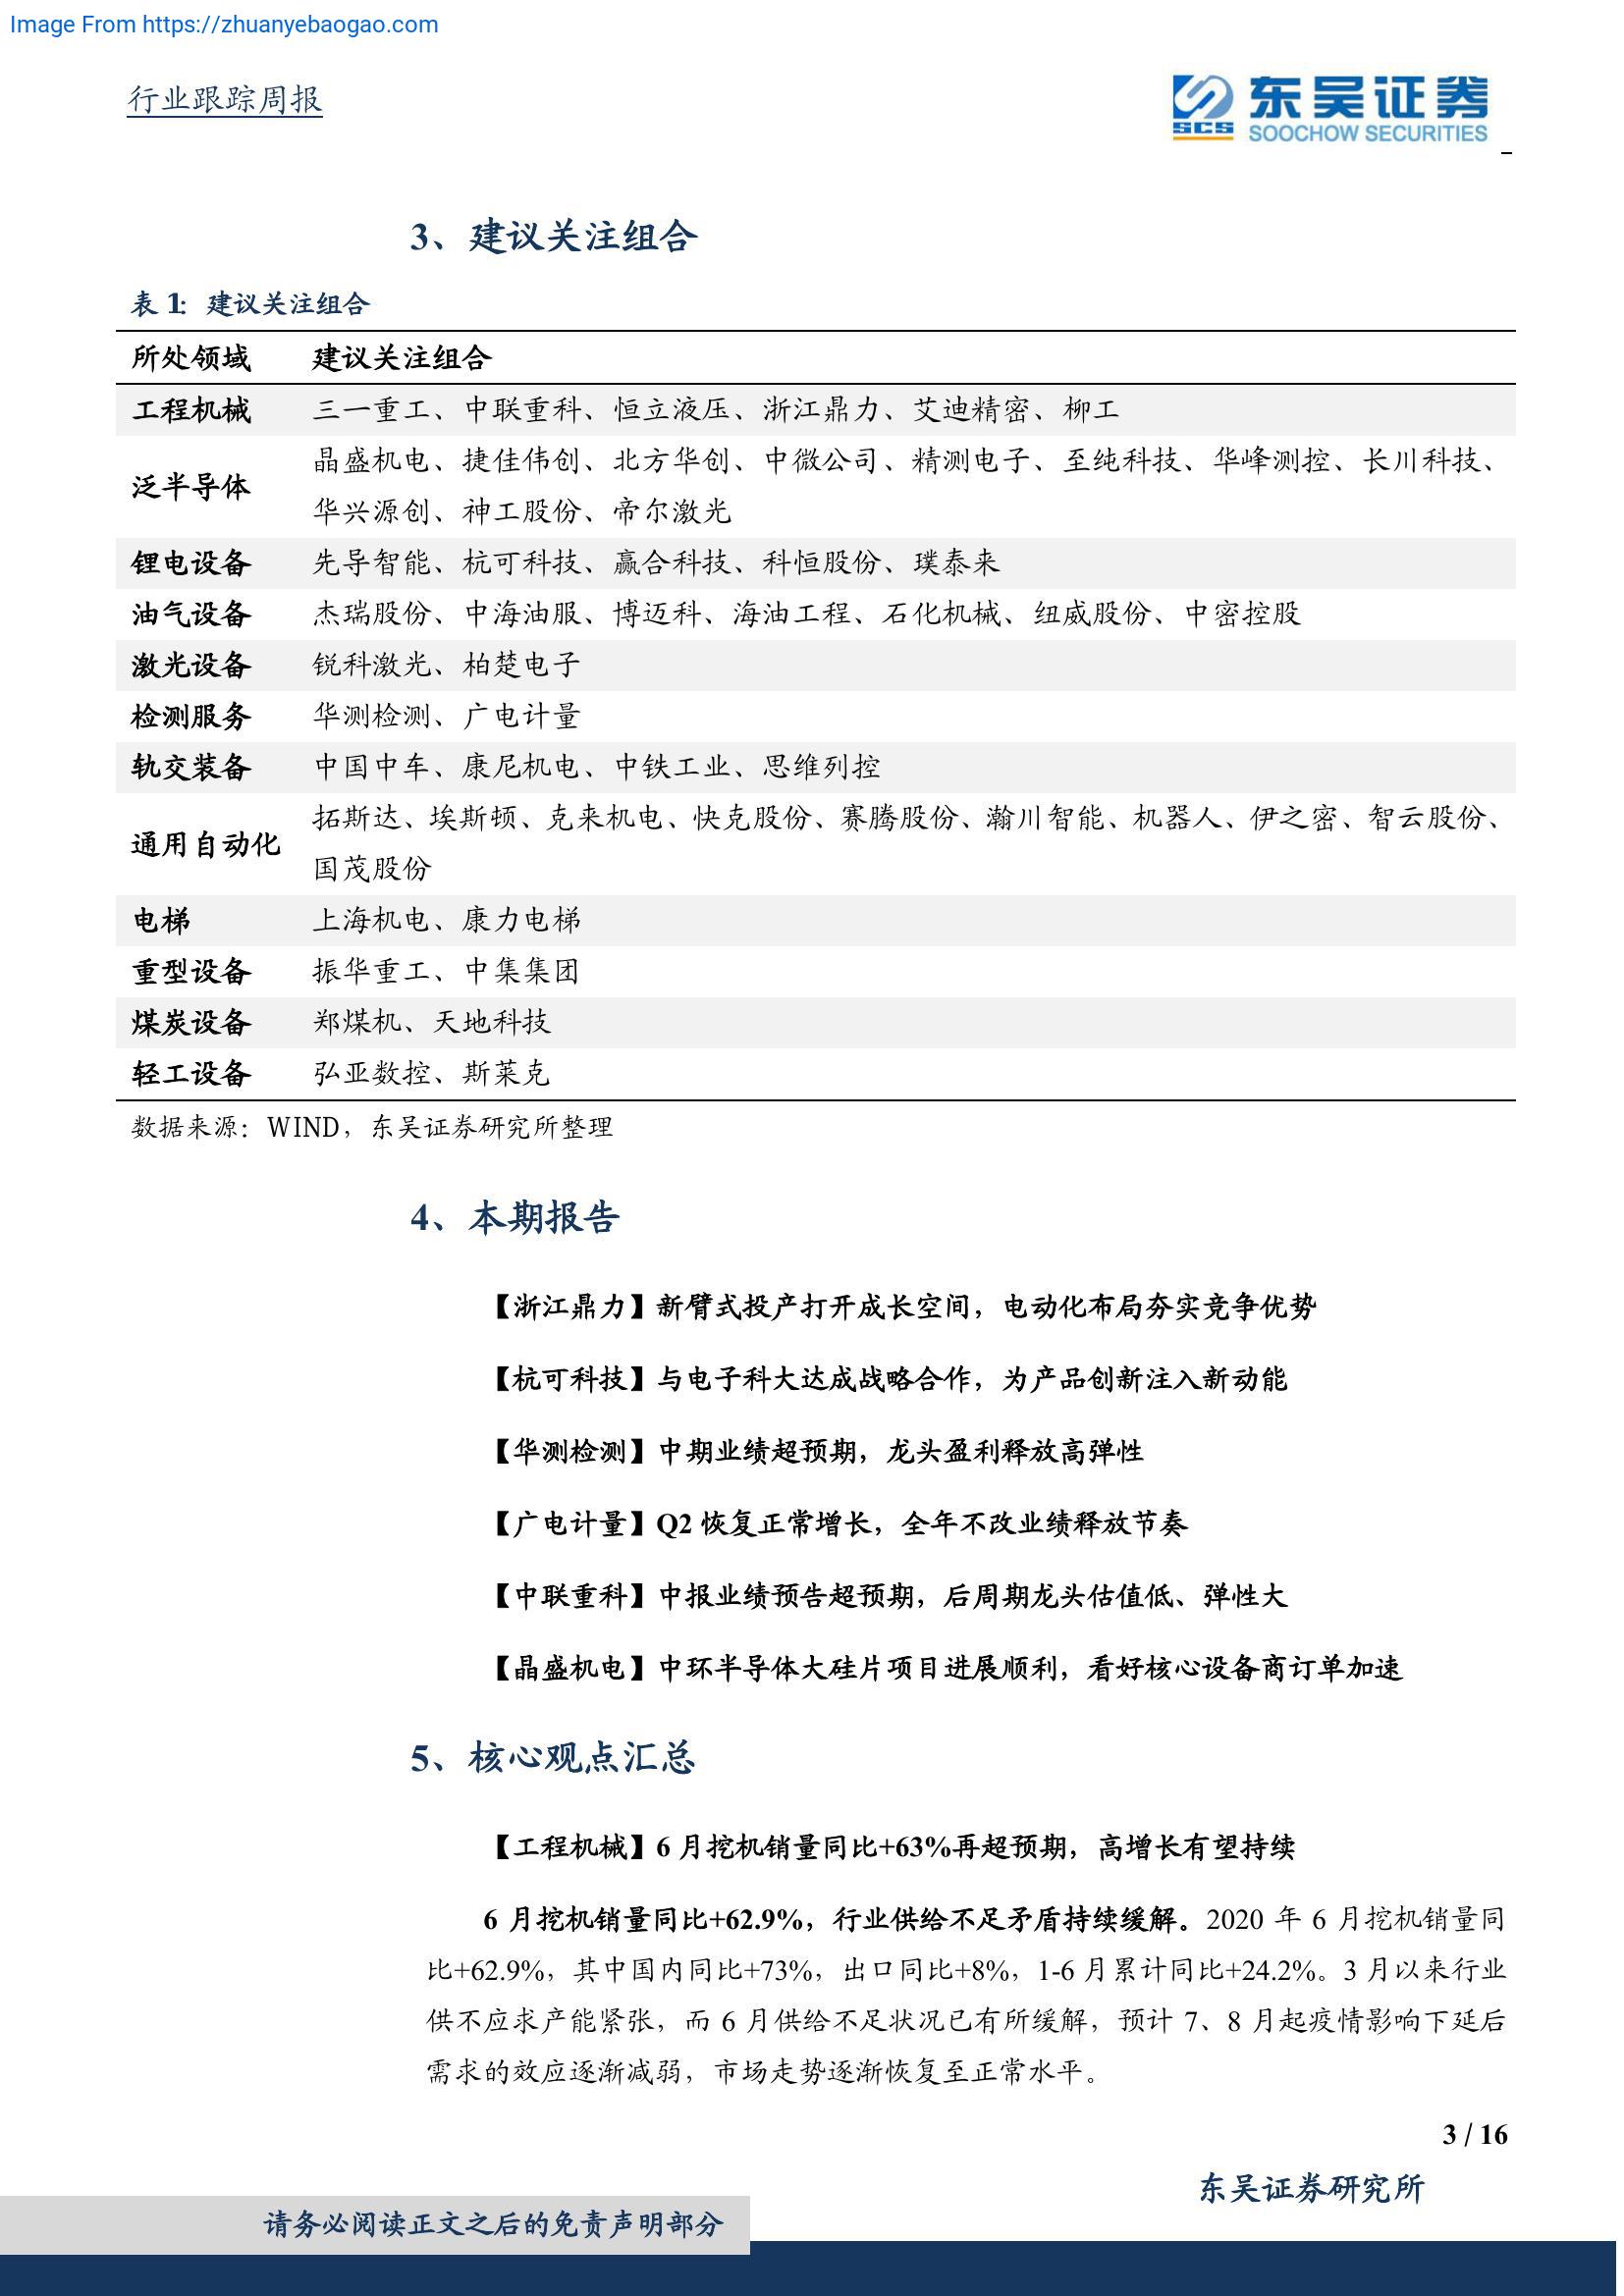 Image From https://zhuanyebaogao.com
行业跟踪周报
SCS 东吴证券
SOOCHOW SECURITIES
3、建议关注组合
表 1：建议关注组合
所处领域 建议关注组合
工程机械 三一重工、中联重科、恒立液压、浙江鼎力、艾迪精密、柳工
泛半导体 晶盛机电、捷佳伟创、北方华创、中微公司、精测电子、至纯科技、华峰测控、长川科技、
华兴源创、神工股份、帝尔激光
锂电设备 先导智能、杭可科技、赢合科技、科恒股份、璞泰来
油气设备 杰瑞股份、中海油服、博迈科、海油工程、石化机械、纽威股份、中密控股
激光设备 锐科激光、柏楚电子
检测服务 华测检测、广电计量
轨交装备 中国中车、康尼机电、中铁工业、思维列控
通用自动化 拓斯达、埃斯顿、克来机电、快克股份、赛腾股份、瀚川智能、机器人、伊之密、智云股份、
国茂股份
电梯 上海机电、康力电梯
重型设备 振华重工、中集集团
煤炭设备 郑煤机、天地科技
轻工设备 弘亚数控、斯莱克
数据来源：WIND，东吴证券研究所整理
4、本期报告
【浙江鼎力】新臂式投产打开成长空间，电动化布局夯实竞争优势
【杭可科技】与电子科大达成战略合作，为产品创新注入新动能
【华测检测】中期业绩超预期，龙头盈利释放高弹性
【广电计量】Q2 恢复正常增长，全年不改业绩释放节奏
【中联重科】中报业绩预告超预期，后周期龙头估值低、弹性大
【晶盛机电】中环半导体大硅片项目进展顺利，看好核心设备商订单加速
5、核心观点汇总
【工程机械】6 月挖机销量同比+63%再超预期，高增长有望持续
6 月挖机销量同比+62.9%，行业供给不足矛盾持续缓解。2020 年 6 月挖机销量同
比+62.9%，其中国内同比+73%，出口同比+8%，1-6 月累计同比+24.2%。3 月以来行业
供不应求产能紧张，而 6 月供给不足状况已有所缓解，预计 7、8 月起疫情影响下延后
需求的效应逐渐减弱，市场走势逐渐恢复至正常水平。
3 / 16
东吴证券研究所
请务必阅读正文之后的免责声明部分